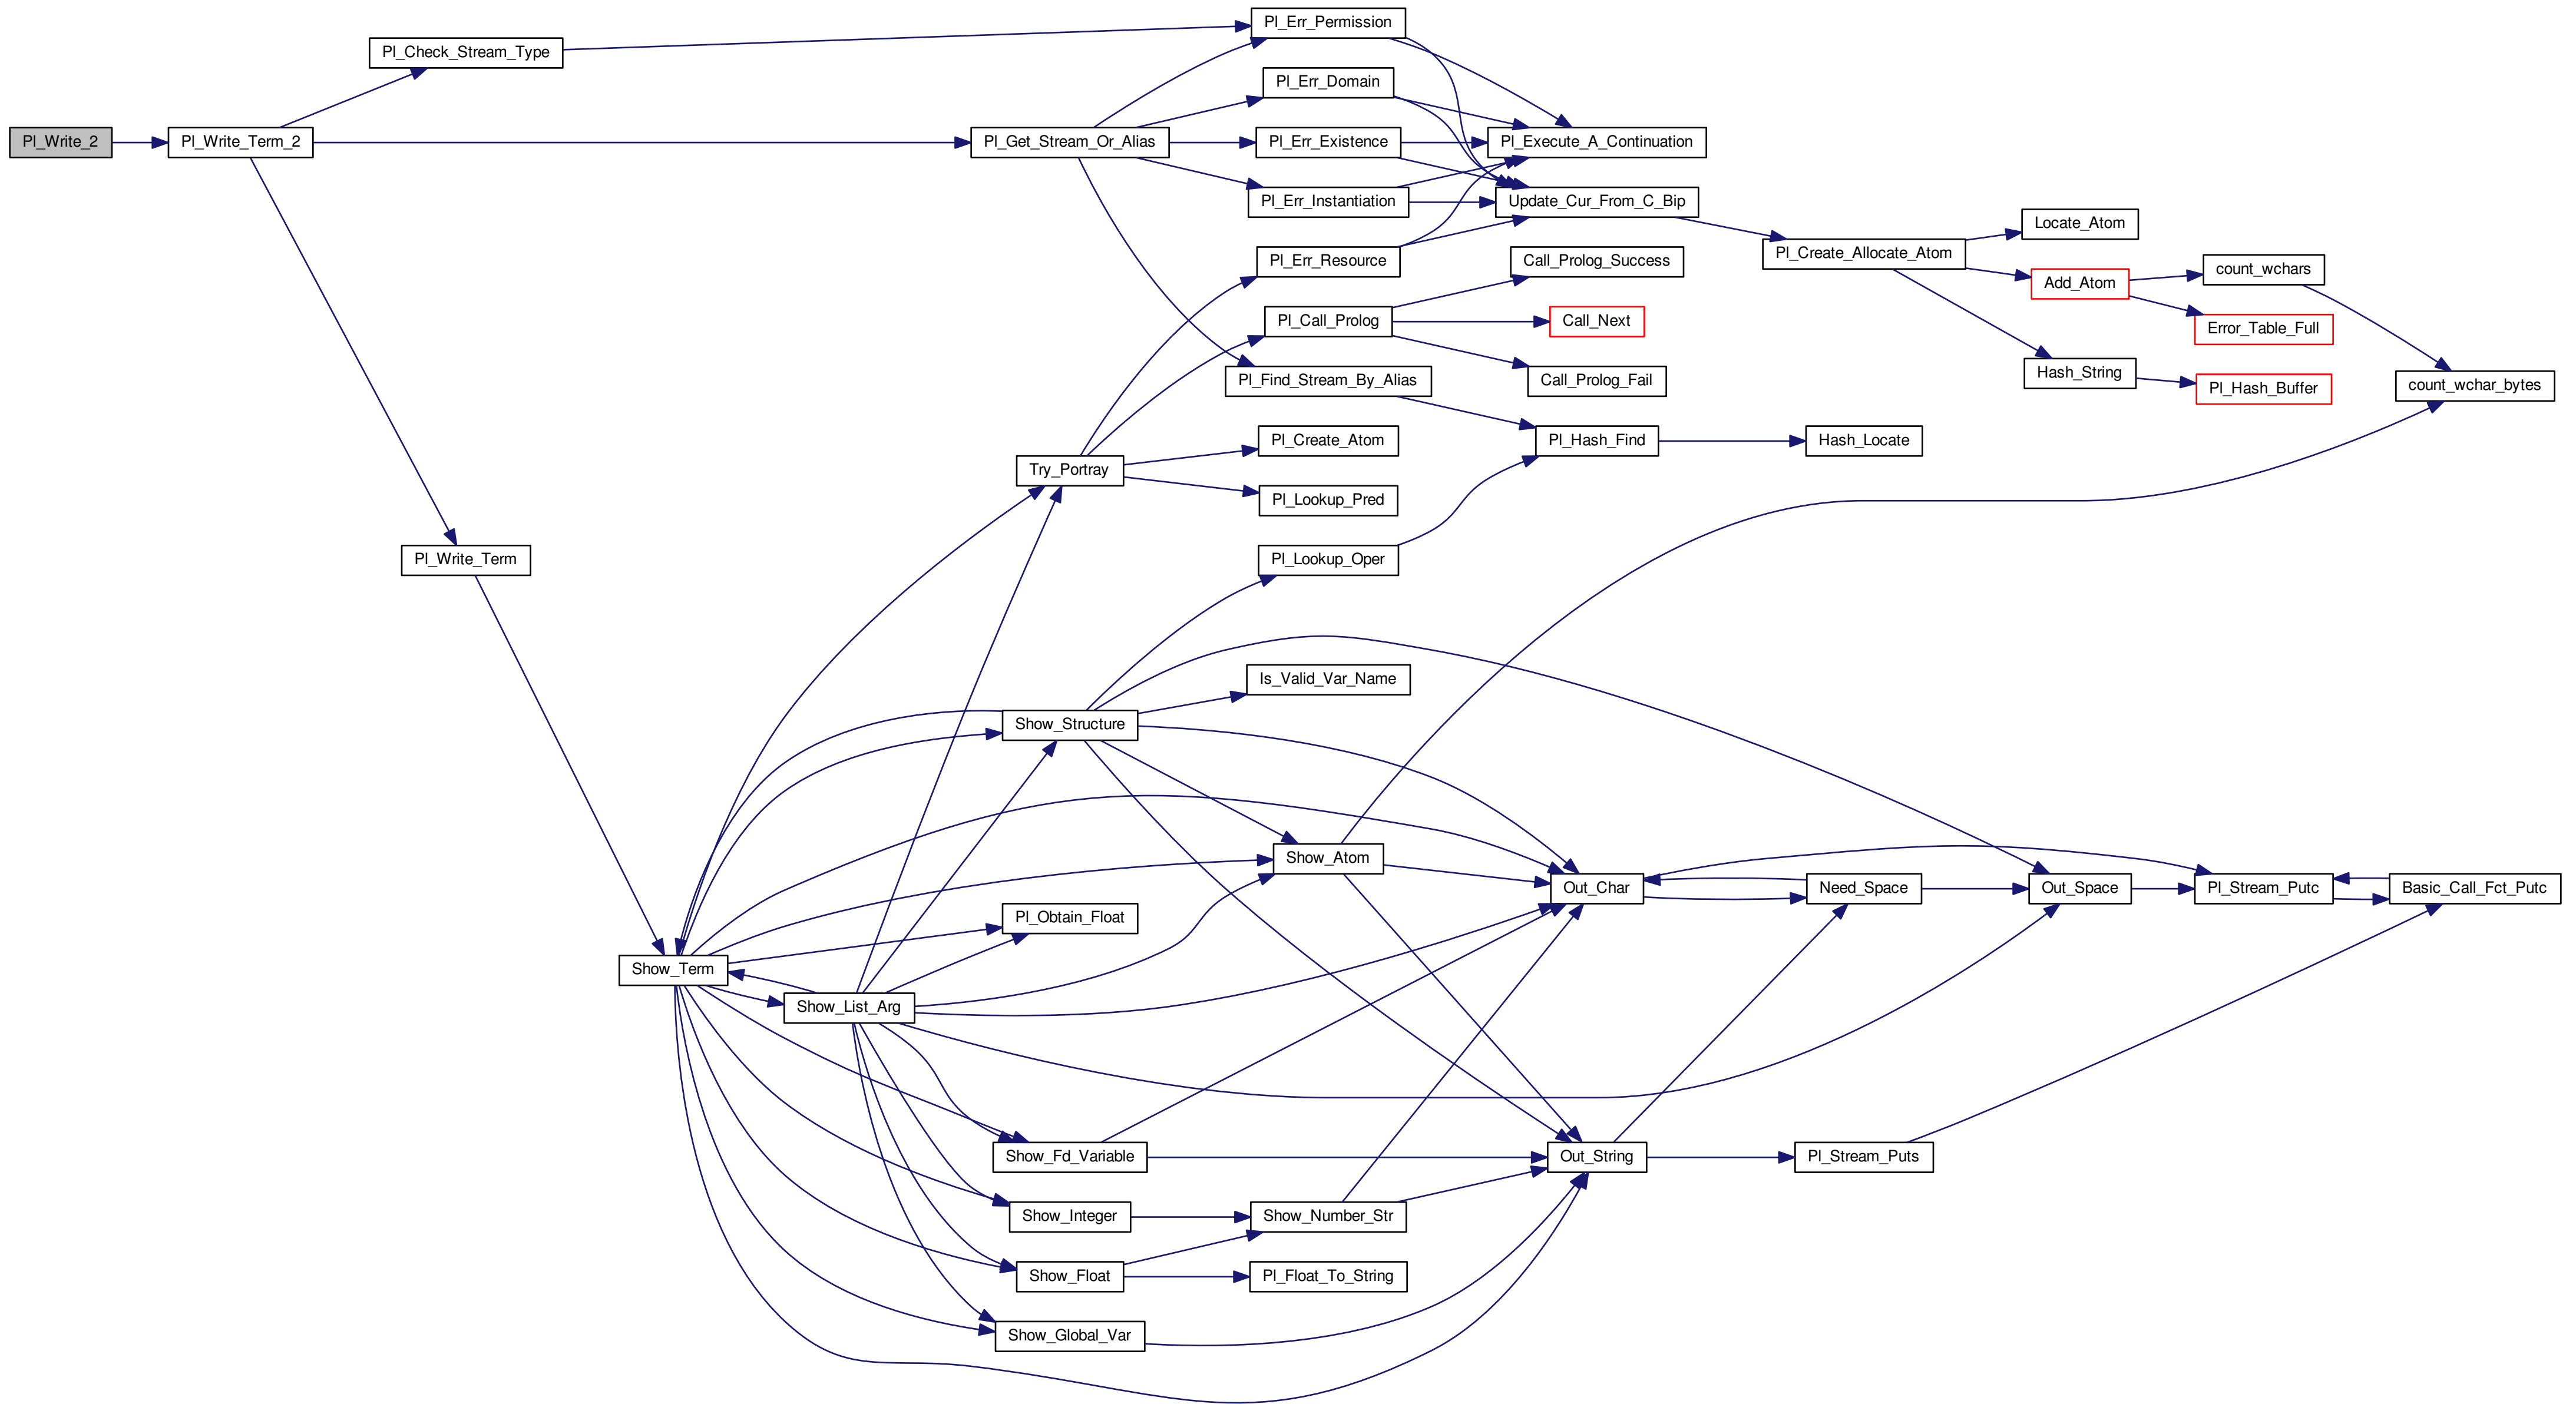 Pl_Write_2
Pl_Write_Term_2
Pl_Check_Stream_Type
Pl_Write_Term
Show_Term
Show_List_Arg
Pl_Get_Stream_Or_Alias
Try_Portray
Show_Structure
Pl_Obtain_Float
Show_Fd_Variable
Show_Integer
Show_Float
Show_Global_Var
Pl_Err_Permission
Pl_Err_Domain
Pl_Err_Existence
Pl_Err_Instantiation
Pl_Err_Resource
Pl_Call_Prolog
Pl_Find_Stream_By_Alias
Pl_Create_Atom
Pl_Lookup_Pred
Pl_Lookup_Oper
Is_Valid_Var_Name
Show_Atom
Show_Number_Str
Pl_Float_To_String
Pl_Execute_A_Continuation
Update_Cur_From_C_Bip
Call_Prolog_Success
Call_Next
Call_Prolog_Fail
Pl_Hash_Find
Out_Char
Out_String
Pl_Create_Allocate_Atom
Hash_Locate
Need_Space
Pl_Stream_Puts
Locate_Atom
Add_Atom
Hash_String
Out_Space
count_wchars
Error_Table_Full
Pl_Hash_Buffer
Pl_Stream_Putc
count_wchar_bytes
Basic_Call_Fct_Putc